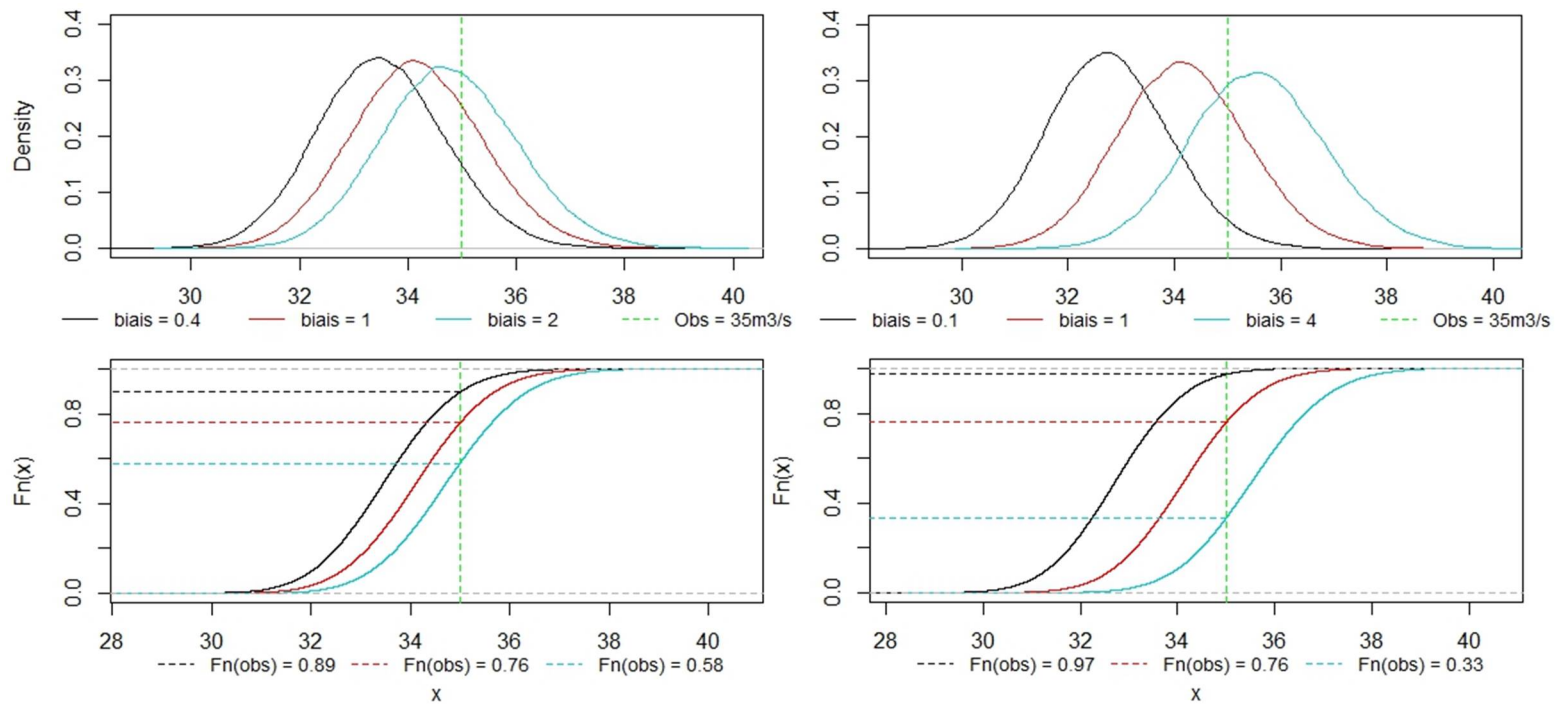 Density
0.0 0.1 0.2 0.3 0.4
30 32 34 36 38 40
biais = 0.4 biais = 1 biais = 2 Obs = 35m3/s
0.0 0.1 0.2 0.3 0.4
30 32 34 36 38 40
biais = 0.1 biais = 1 biais = 4 Obs = 35m3/s
Fn(x)
0.0 0.4 0.8
28 30 32 34 36 38 40
Fn(obs) = 0.89 Fn(obs) = 0.76 Fn(obs) = 0.58
x
Fn(x)
0.0 0.4 0.8
28 30 32 34 36 38 40
Fn(obs) = 0.97 Fn(obs) = 0.76 Fn(obs) = 0.33
x